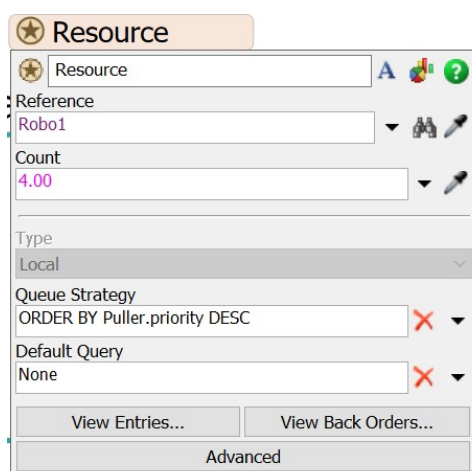 Resource
Resource
A
?
Reference
Robo1
Count
4.00
Type
Local
Queue Strategy
ORDER BY Puller.priority DESC
Default Query
None
View Entries... View Back Orders...
Advanced